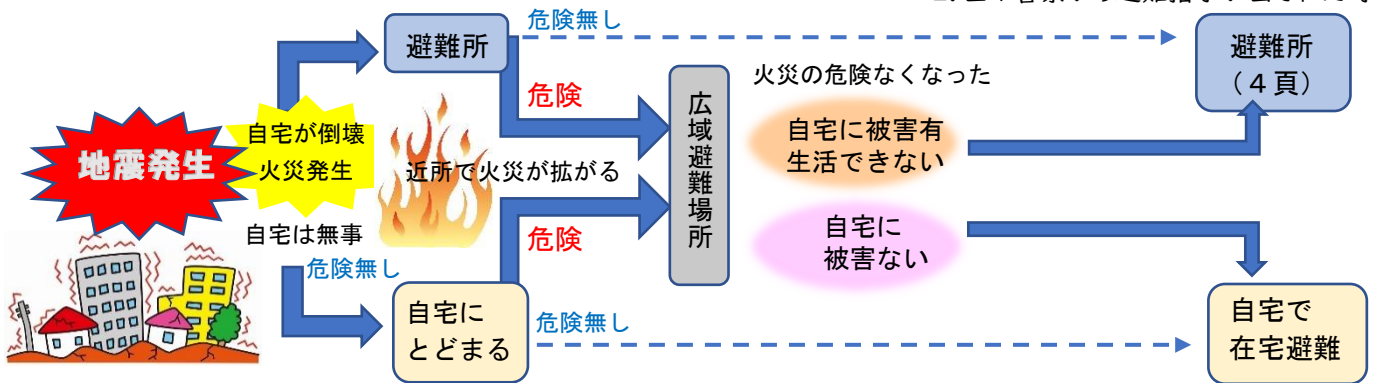 危険無し
避難所
避難所
(4頁)
火災の危険なくなった
危険
広域避難場所
自宅が倒壊
火災発生
自宅に被害有
生活できない
地震発生
近所で火災が拡がる
自宅は無事
危険
自宅に
被害ない
危険無し
自宅に
とどまる
危険無し
自宅で
在宅避難